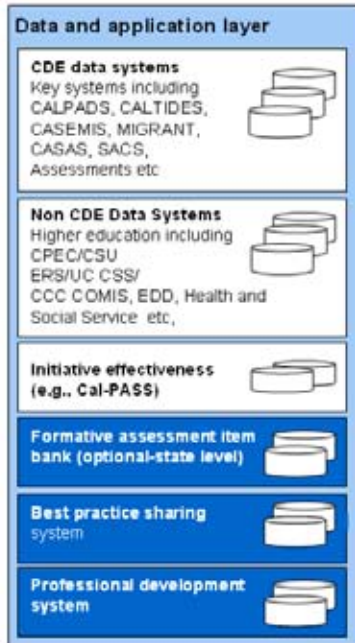 Data and application layer
CDE data systems
Key systems including
CALPADS, CALTIDES,
CASEMIS, MIGRANT,
CASAS, SACS,
Assessments etc
Non CDE Data Systems
Higher education including
CPEC/CSU
ERS/UC CSS/
CCC COMIS, EDD, Health and
Social Service etc,
Initiative effectiveness
(e.g., Cal-PASS)
Formative assessment item
bank (optional-state level)
Best practice sharing
system
Professional development
system